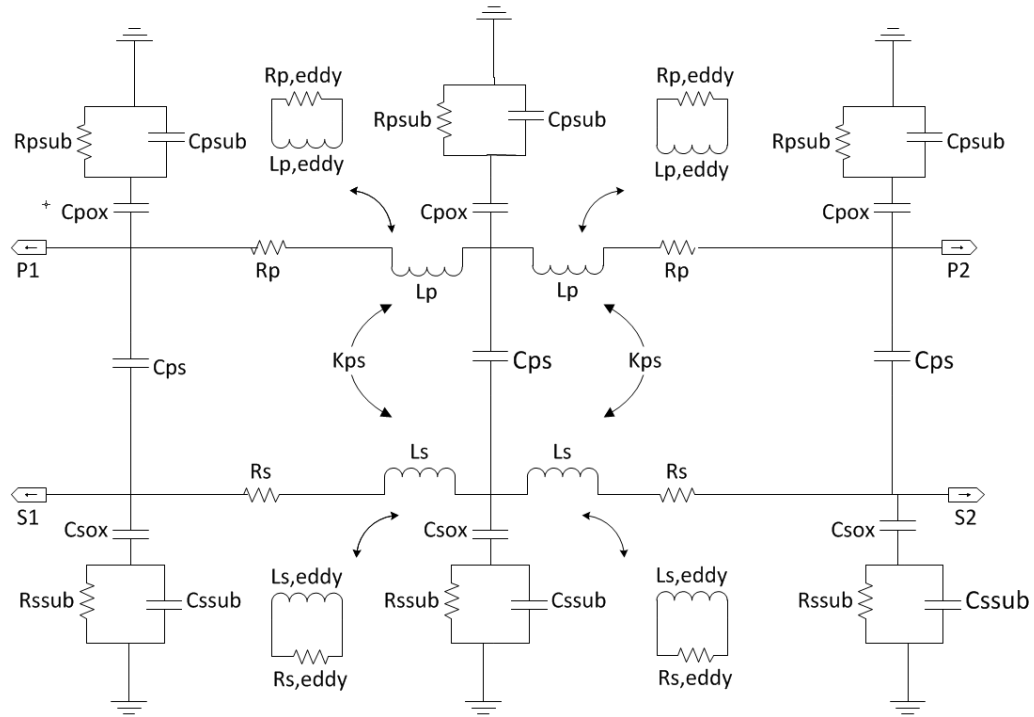 Rp,eddy
Rp,eddy
Rpsub
Cpsub
Rpsub
Cpsub
Rpsub
Cpsub
Lp,eddy
Lp,eddy
Cpox
Cpox
Cpox
P1
Rp
Lp
Lp
Rp
P2
Cps
Kps
Cps
Kps
Cps
Rs
Ls
Ls
Rs
S1
S2
Csox
Csox
Csox
Rssub
Cssub
Ls,eddy
Rssub
Cssub
Ls,eddy
Rssub
Cssub
Rs,eddy
Rs,eddy